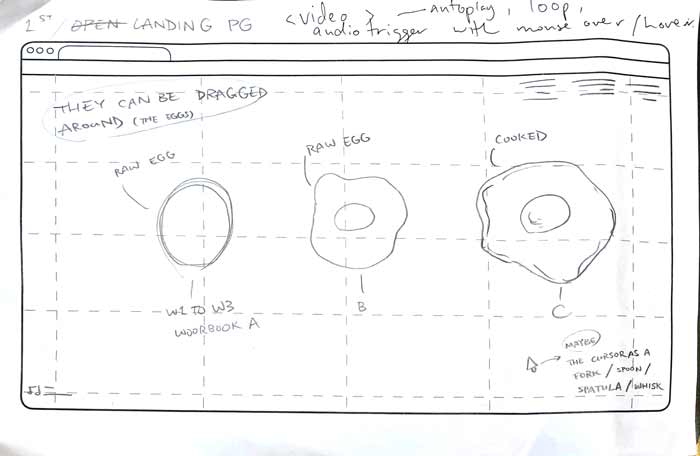 1ST OPEN LANDING PG
<video> — autoplay, loop,
audio trigger with mouse over/hover
THEY CAN BE DRAGGED
AROUND (THE EGGS)
RAW EGG
RAW EGG
COOKED
W1 TO W3
WOORBOOK A
B
C
MAYBE
THE CURSOR AS A
FORK / SPOON /
SPATULA / WHISK